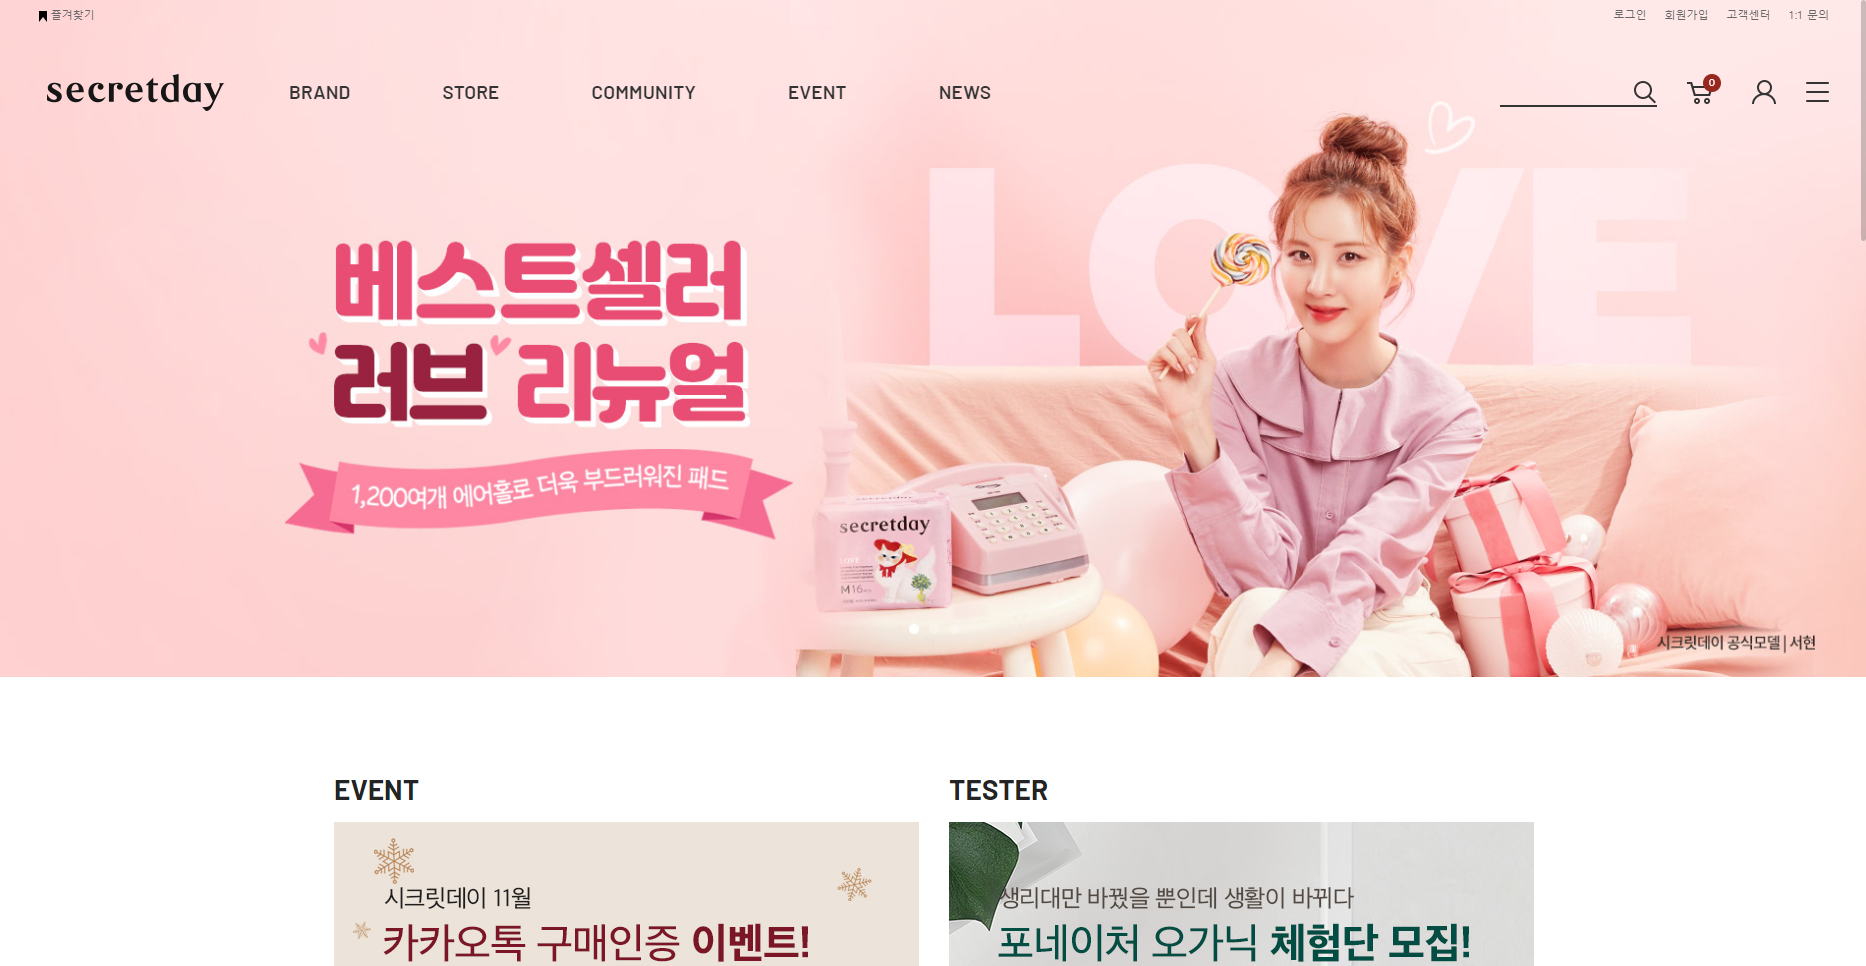 즐겨찾기
로그인 회원가입 고객센터 1:1 문의
secretday BRAND STORE COMMUNITY EVENT NEWS 0
LOVE
베스트셀러
러브 리뉴얼
1,200여개 에어홀로 더욱 부드러워진 패드
secretday
LOVE
M 16
시크릿데이 공식모델 | 서현
EVENT
시크릿데이 11월
카카오톡 구매인증 이벤트!
TESTER
생리대만 바꿨을 뿐인데 생활이 바뀌다
포네이처 오가닉 체험단 모집!